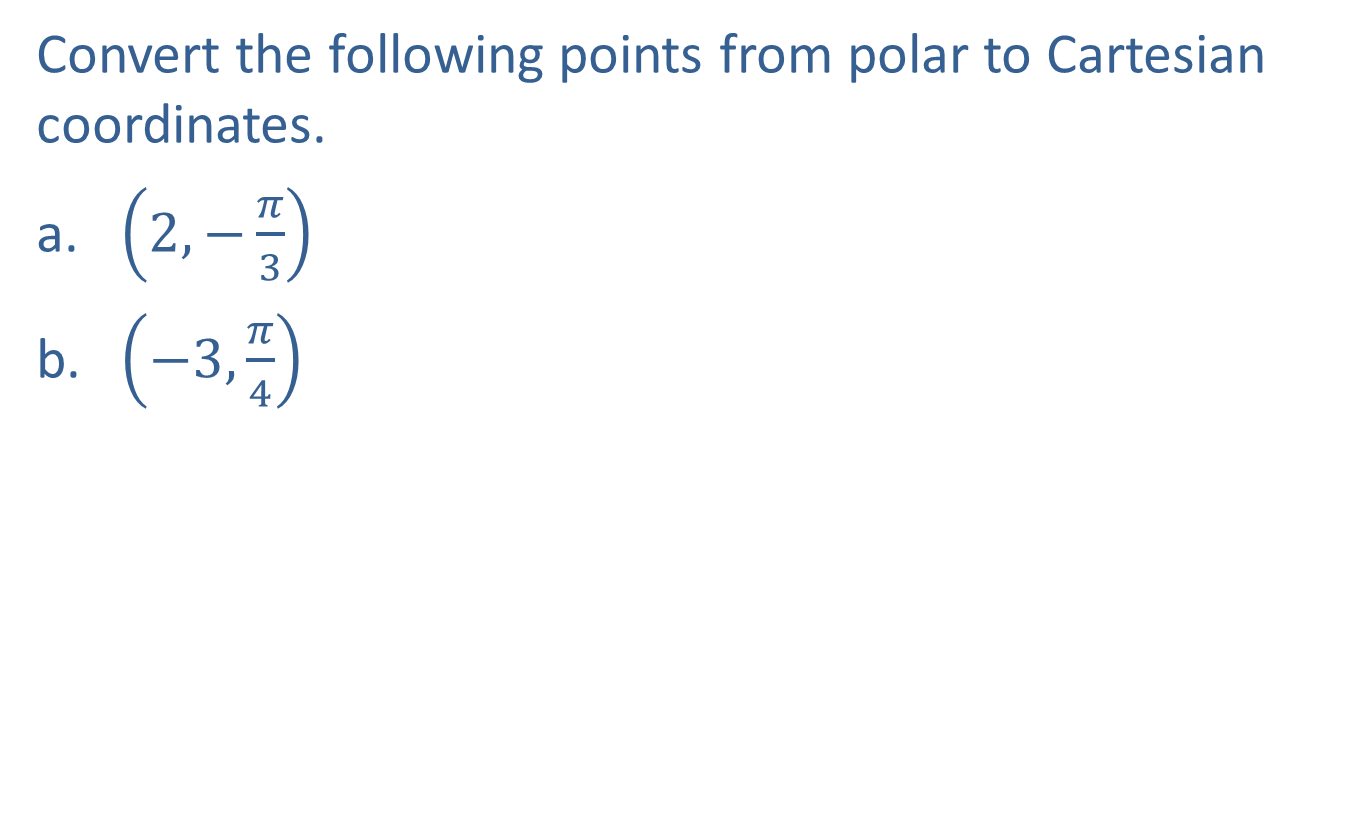 Convert the following points from polar to Cartesian
coordinates.
a. (2, −π/3)
b. (−3, π/4)